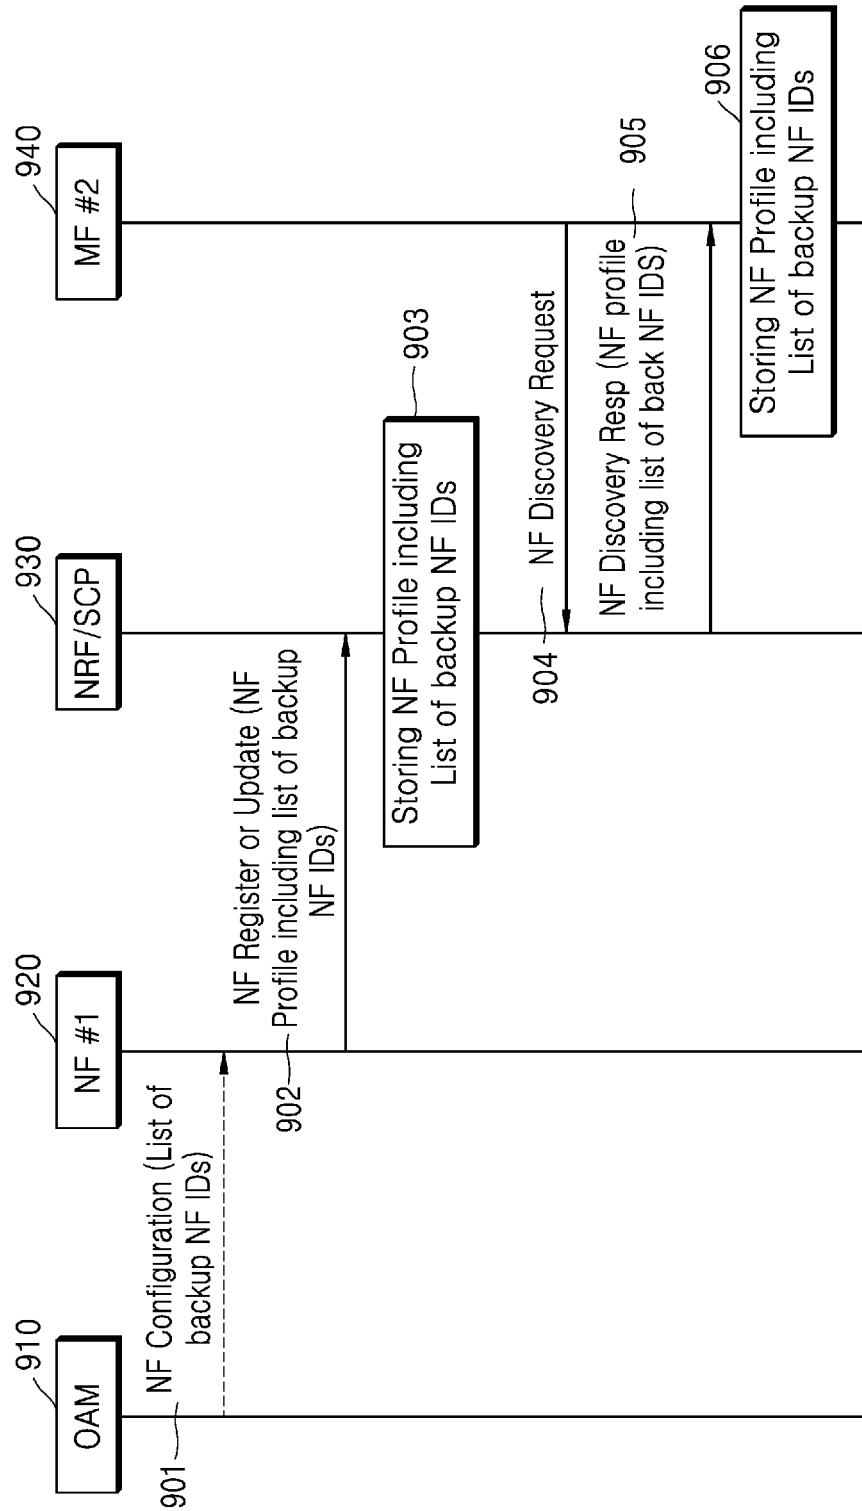 910
OAM
920
NF #1
930
NRF/SCP
940
MF #2
901
NF Configuration (List of
backup NF IDs)
902
NF Register or Update (NF
Profile including list of backup
NF IDs)
903
Storing NF Profile including
List of backup NF IDs
904
NF Discovery Request
905
NF Discovery Resp (NF profile
including list of back NF IDS)
906
Storing NF Profile including
List of backup NF IDs